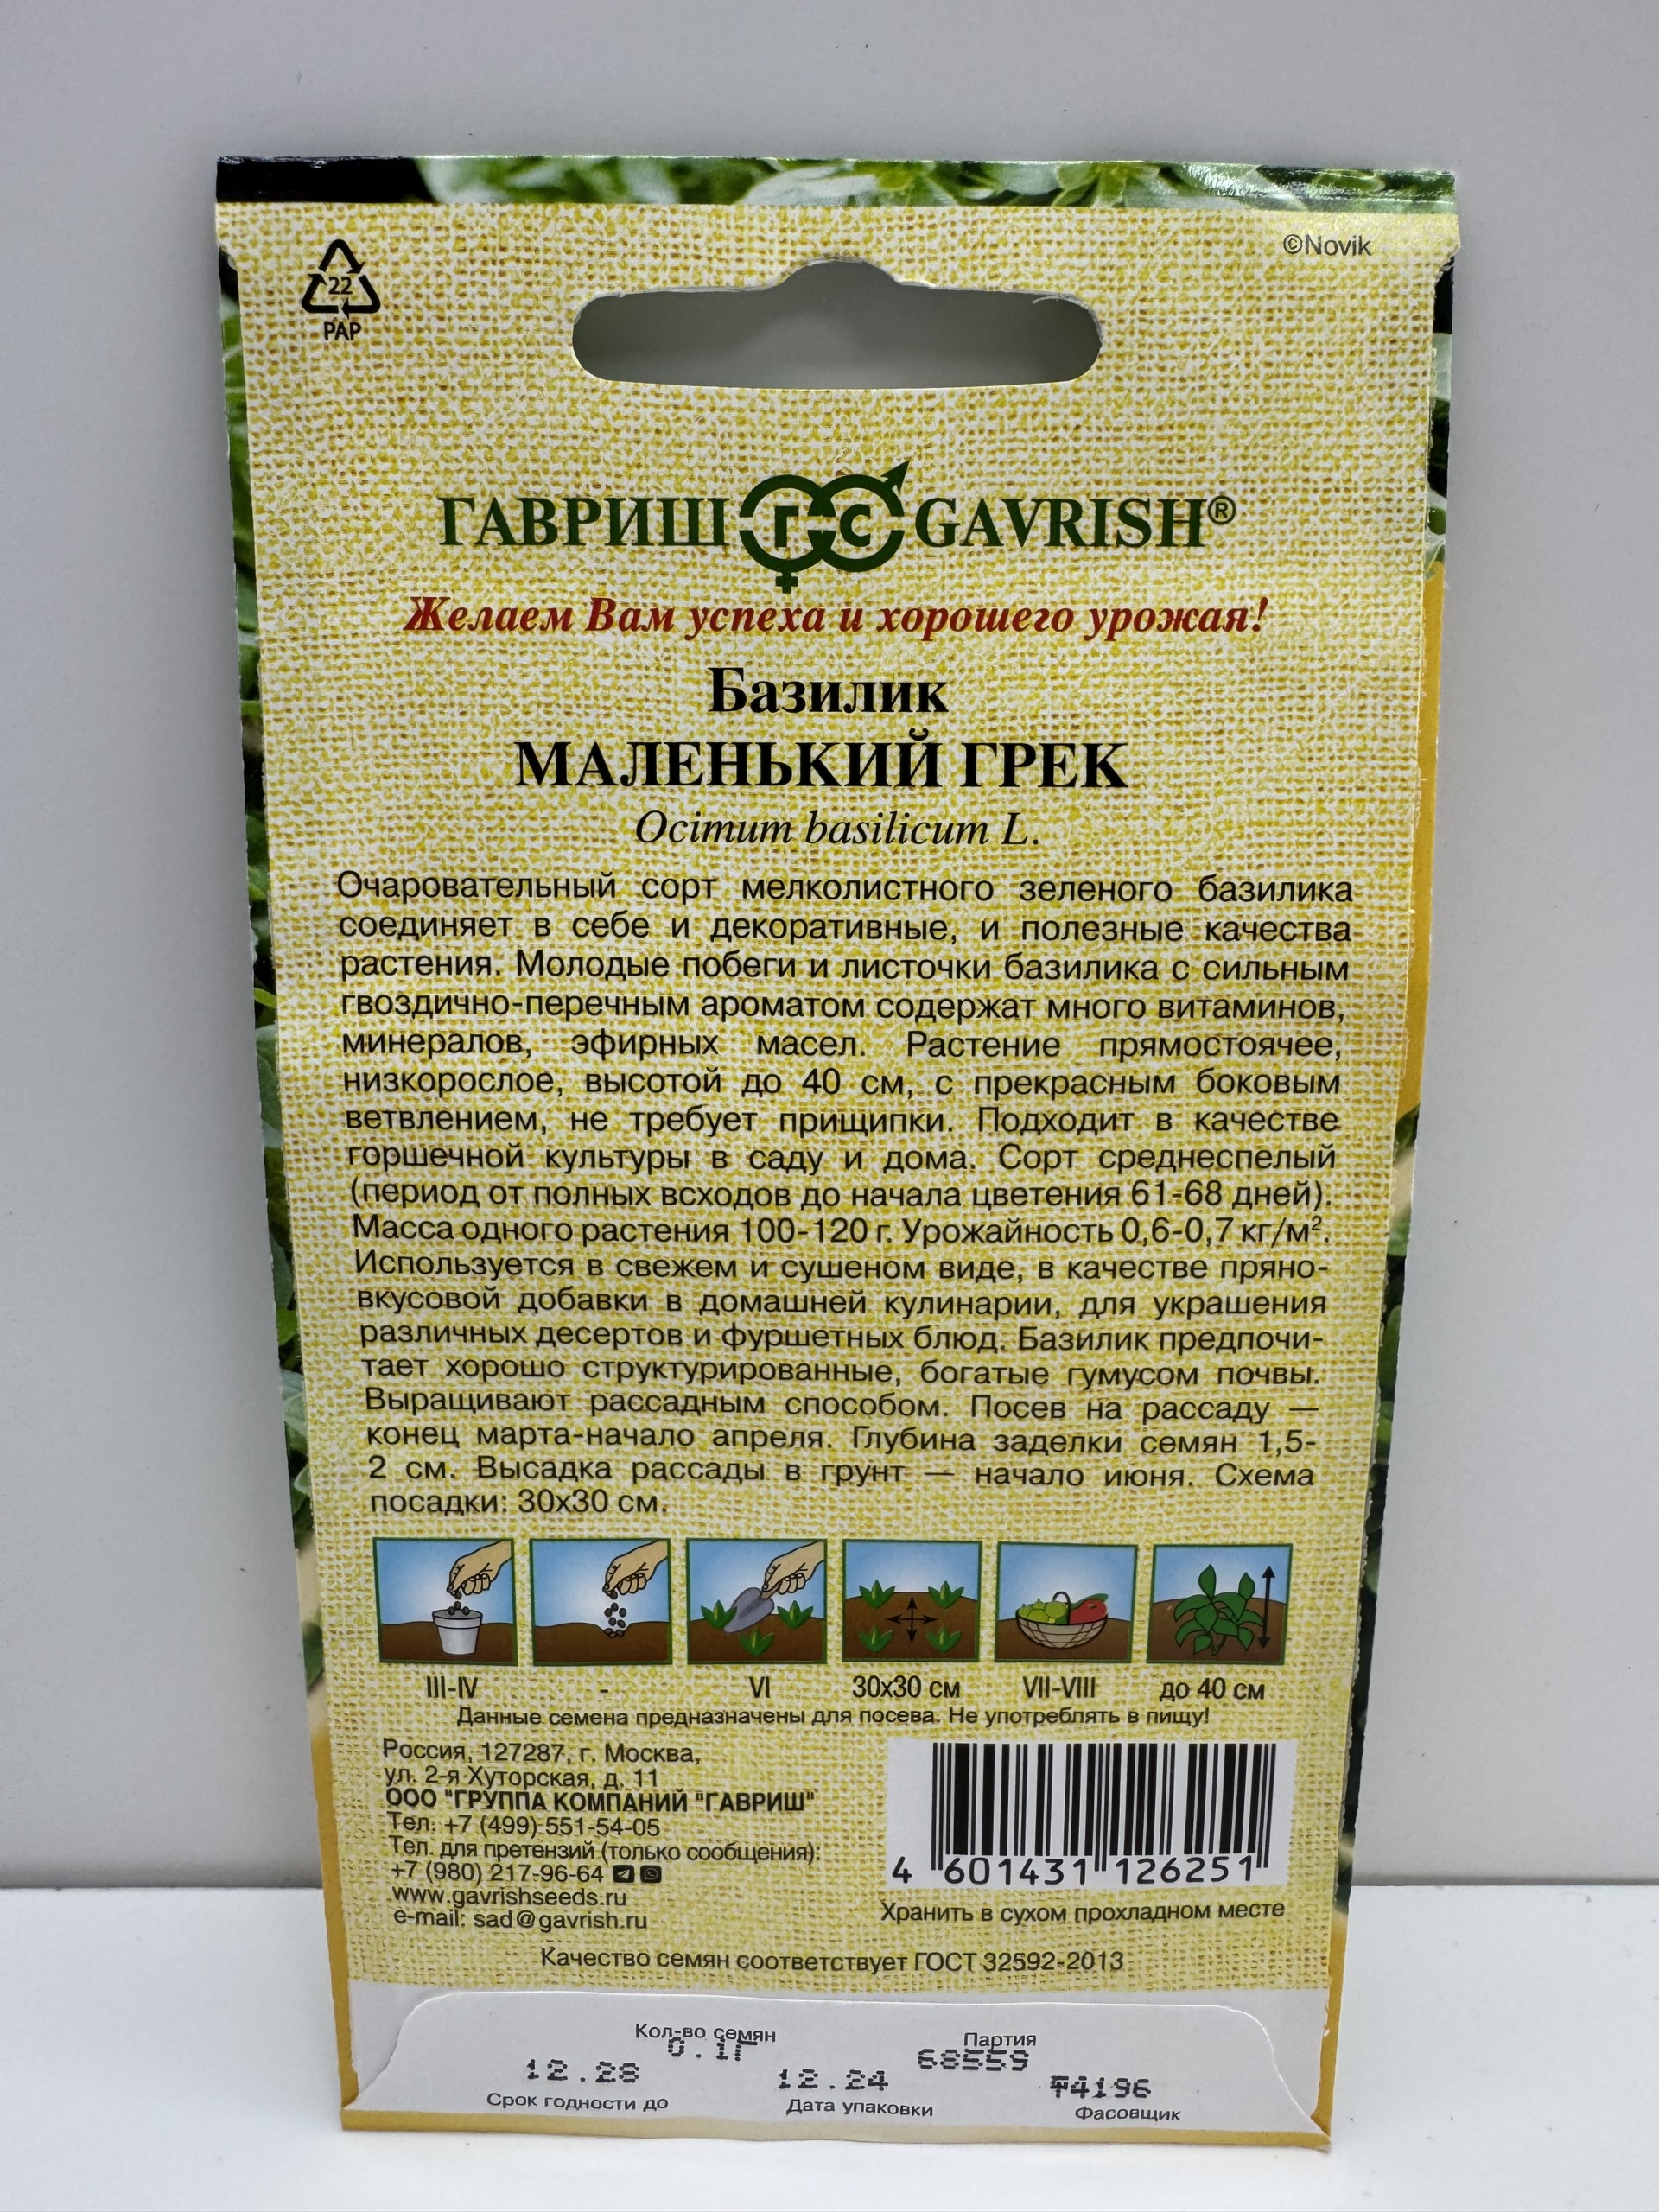 ©Novik
22
PAP
ГАВРИШ ГС GAVRISH®
Желаем Вам успеха и хорошего урожая!
Базилик
МАЛЕНЬКИЙ ГРЕК
Ocimum basilicum L.
Очаровательный сорт мелколистного зеленого базилика
соединяет в себе и декоративные, и полезные качества
растения. Молодые побеги и листочки базилика с сильным
гвоздично-перечным ароматом содержат много витаминов,
минералов, эфирных масел. Растение прямостоячее,
низкорослое, высотой до 40 см, с прекрасным боковым
ветвлением, не требует прищипки. Подходит в качестве
горшечной культуры в саду и дома. Сорт среднеспелый
(период от полных всходов до начала цветения 61-68 дней).
Масса одного растения 100-120 г. Урожайность 0,6-0,7 кг/м².
Используется в свежем и сушеном виде, в качестве пряно-
вкусовой добавки в домашней кулинарии, для украшения
различных десертов и фуршетных блюд. Базилик предпочи-
тает хорошо структурированные, богатые гумусом почвы.
Выращивают рассадным способом. Посев на рассаду —
конец марта-начало апреля. Глубина заделки семян 1,5-
2 см. Высадка рассады в грунт — начало июня. Схема
посадки: 30х30 см.
III-IV - VI 30х30 см VII-VIII до 40 см
Данные семена предназначены для посева. Не употреблять в пищу!
Россия, 127287, г. Москва,
ул. 2-я Хуторская, д. 11
ООО "ГРУППА КОМПАНИЙ "ГАВРИШ"
Тел: +7 (499) 551-54-05
Тел. для претензий (только сообщения):
+7 (980) 217-96-64
www.gavrishseeds.ru
e-mail: sad@gavrish.ru
4 601431 126251
Хранить в сухом прохладном месте
Качество семян соответствует ГОСТ 32592-2013
Кол-во семян
0.1Г
Партия
68559
12.28
Срок годности до
12.24
Дата упаковки
4196
Фасовщик